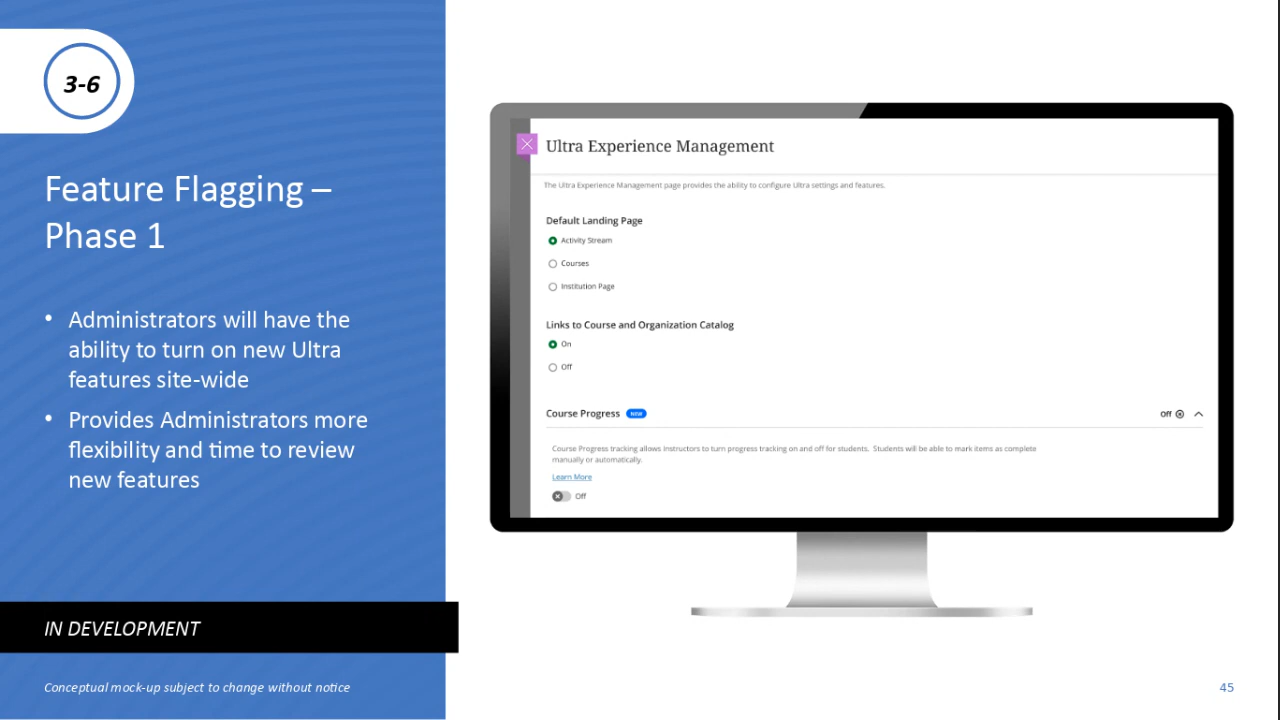 3-6
Feature Flagging –
Phase 1
• Administrators will have the
ability to turn on new Ultra
features site-wide
• Provides Administrators more
flexibility and time to review
new features
IN DEVELOPMENT
Conceptual mock-up subject to change without notice
Ultra Experience Management
The Ultra Experience Management page provides the ability to configure Ultra settings and features.
Default Landing Page
Activity Stream
Courses
Institution Page
Links to Course and Organization Catalog
On
Off
Course Progress NEW Off
Course Progress tracking allows Instructors to turn progress tracking on and off for students. Students will be able to mark items as complete
manually or automatically.
Learn More
Off
45